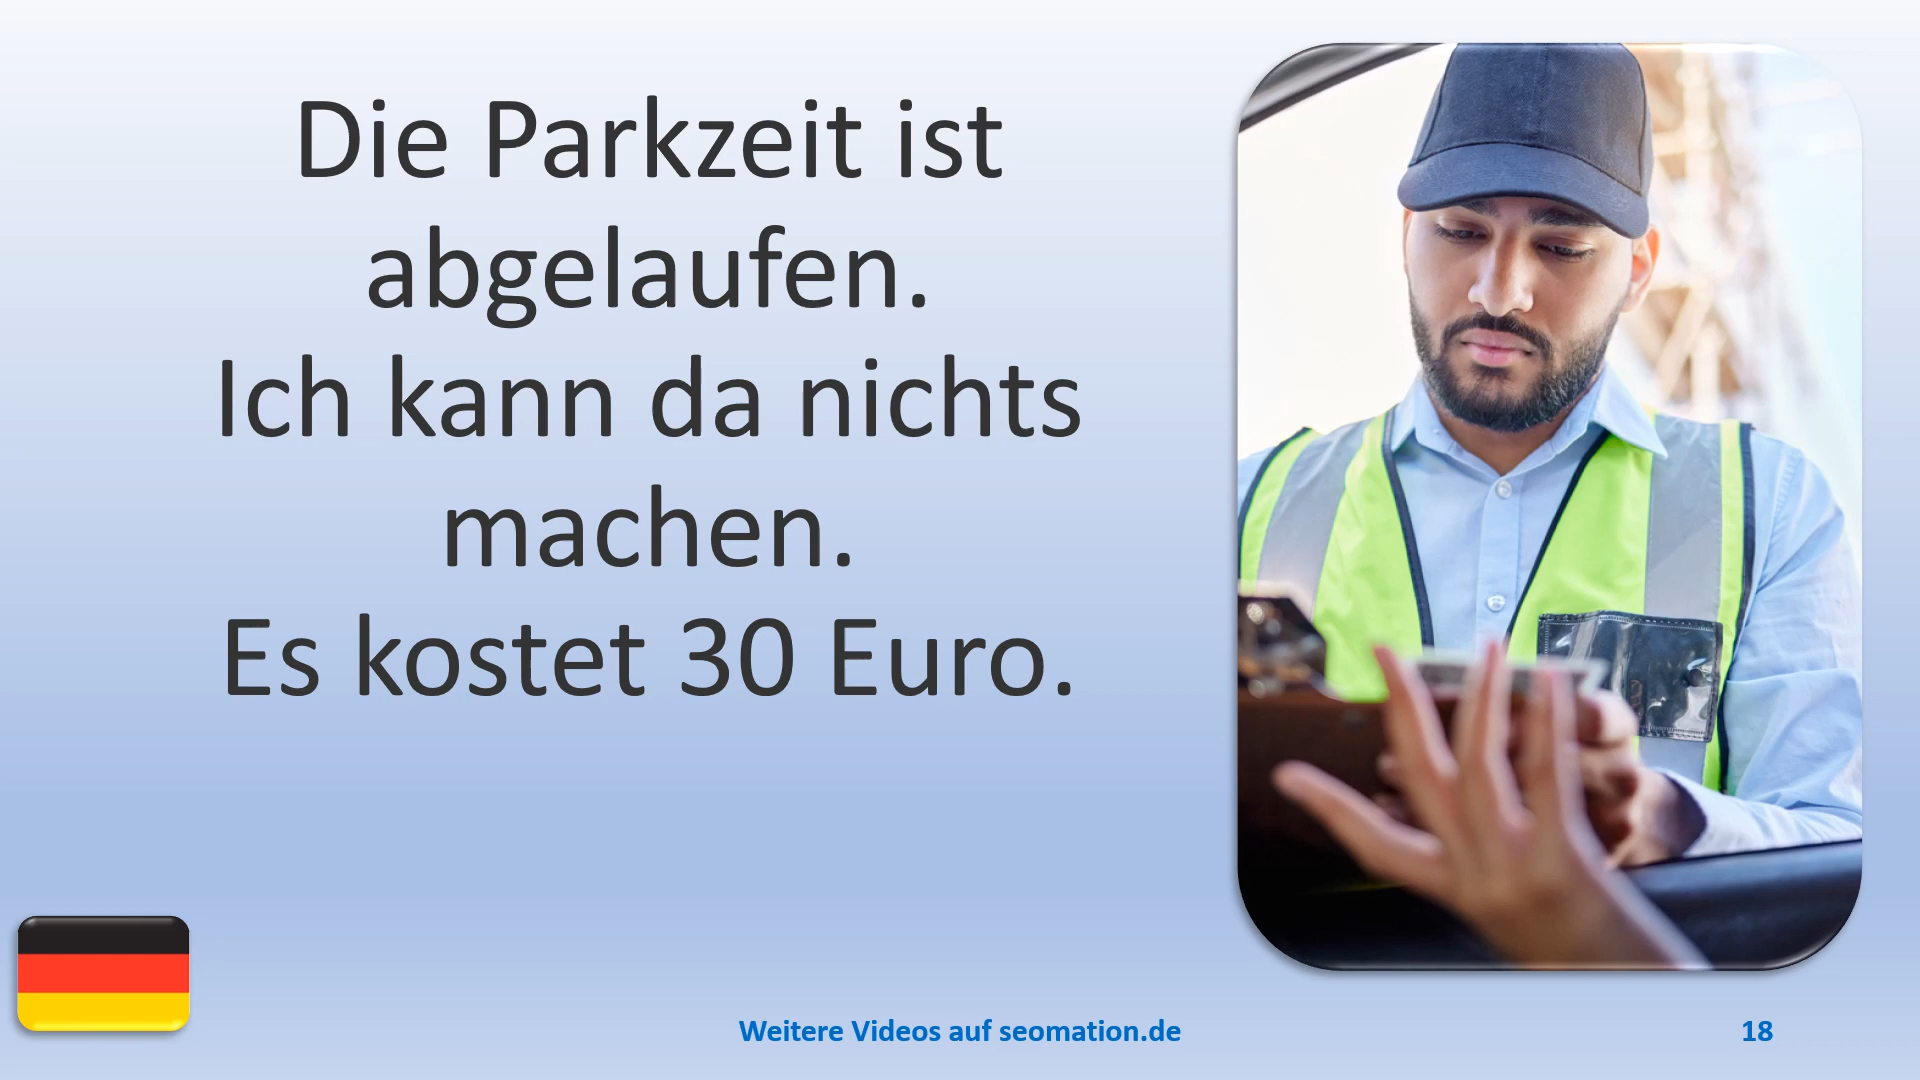 Die Parkzeit ist
abgelaufen.
Ich kann da nichts
machen.
Es kostet 30 Euro.
Weitere Videos auf seomation.de
18